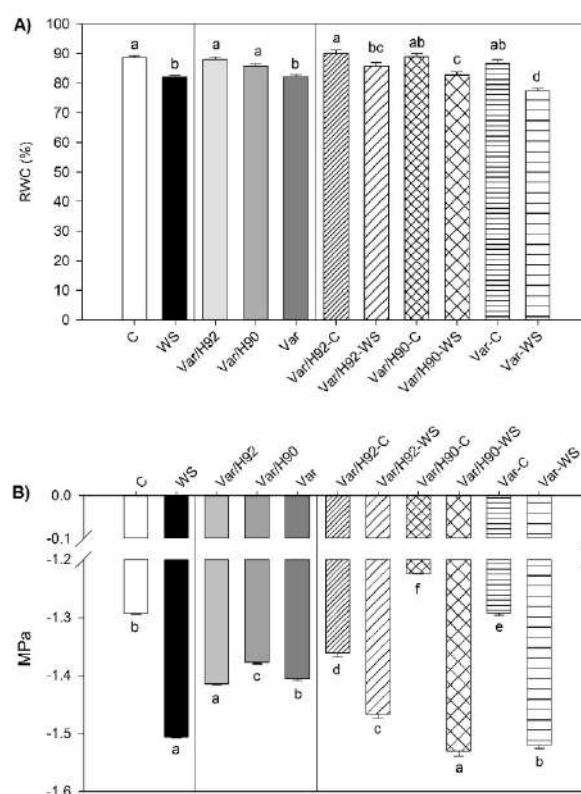 A)
100
90
80
70
60
50
40
30
20
10
0
RWC (%)
a
b
a
a
b
a
bc
ab
c
ab
d
C
WS
Var/H92
Var/H90
Var
Var/H92-C
Var/H92-WS
Var/H90-C
Var/H90-WS
Var-C
Var-WS
C
WS
Var/H92
Var/H90
Var
Var/H92-C
Var/H92-WS
Var/H90-C
Var/H90-WS
Var-C
Var-WS
B)
0.0
-0.1
-1.2
-1.3
-1.4
-1.5
-1.6
MPa
b
a
a
c
b
d
c
f
a
e
b